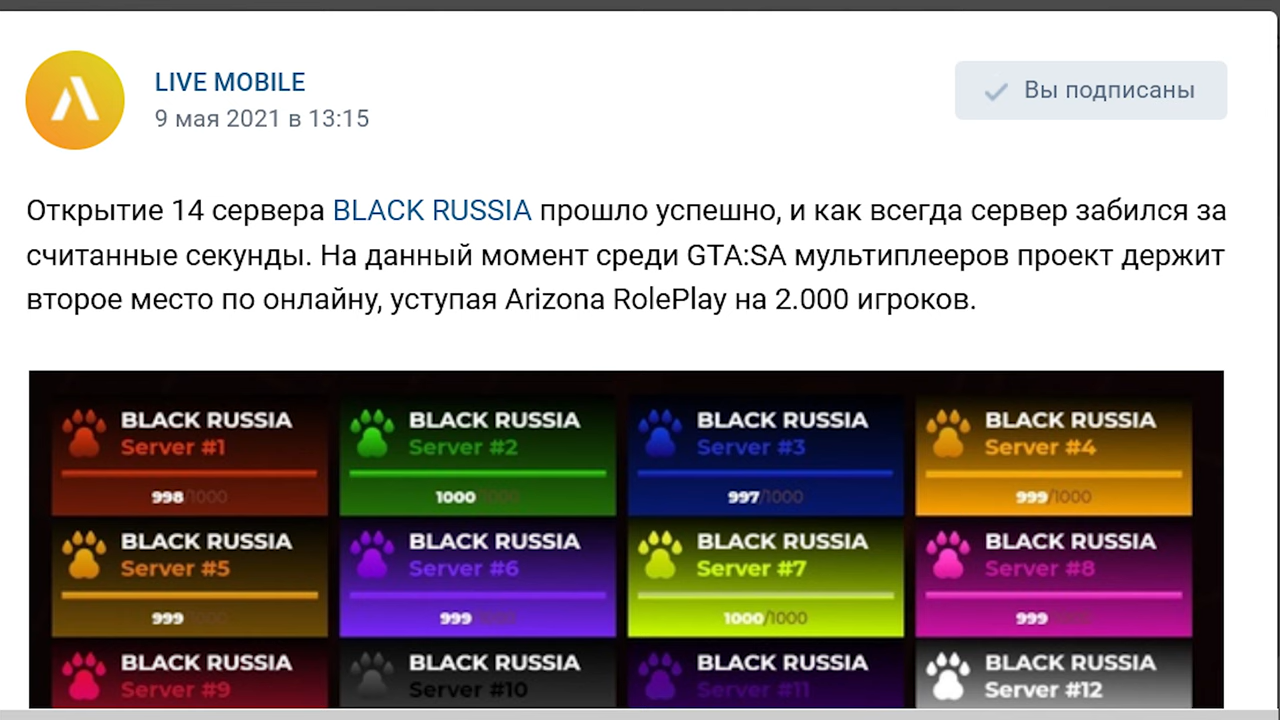 LIVE MOBILE
9 мая 2021 в 13:15
Вы подписаны
Открытие 14 сервера BLACK RUSSIA прошло успешно, и как всегда сервер забился за
считанные секунды. На данный момент среди GTA:SA мультиплееров проект держит
второе место по онлайну, уступая Arizona RolePlay на 2.000 игроков.
BLACK RUSSIA BLACK RUSSIA BLACK RUSSIA BLACK RUSSIA
Server #1 Server #2 Server #3 Server #4
998/1000 1000/1000 997/1000 999/1000
BLACK RUSSIA BLACK RUSSIA BLACK RUSSIA BLACK RUSSIA
Server #5 Server #6 Server #7 Server #8
999/1000 999/1000 1000/1000 999
BLACK RUSSIA BLACK RUSSIA BLACK RUSSIA BLACK RUSSIA
Server #9 Server #10 Server #11 Server #12